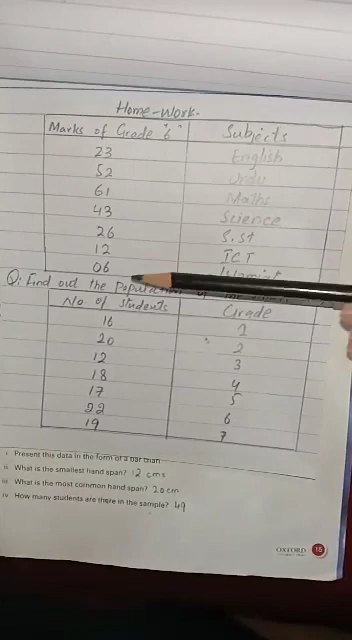 Home-Work.
Marks of Grade "6" Subjects
23 English
52 Urdu
61 Maths
43 Science
26 S.st
12 ICT
06
Q: Find out the Population of the
No. of students Grade
16 1
20 2
12 3
18 4
17 5
22 6
19 7
i Present this data in the form of a bar chart
ii What is the smallest hand span? 12 cms
iii What is the most common hand span? 20cm
iv How many students are there in the sample? 49
OXFORD 15